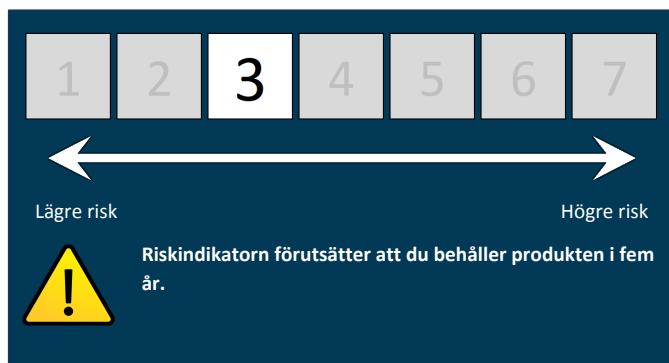 1 2 3 4 5 6 7
Lägre risk Högre risk
Riskindikatorn förutsätter att du behåller produkten i fem
år.